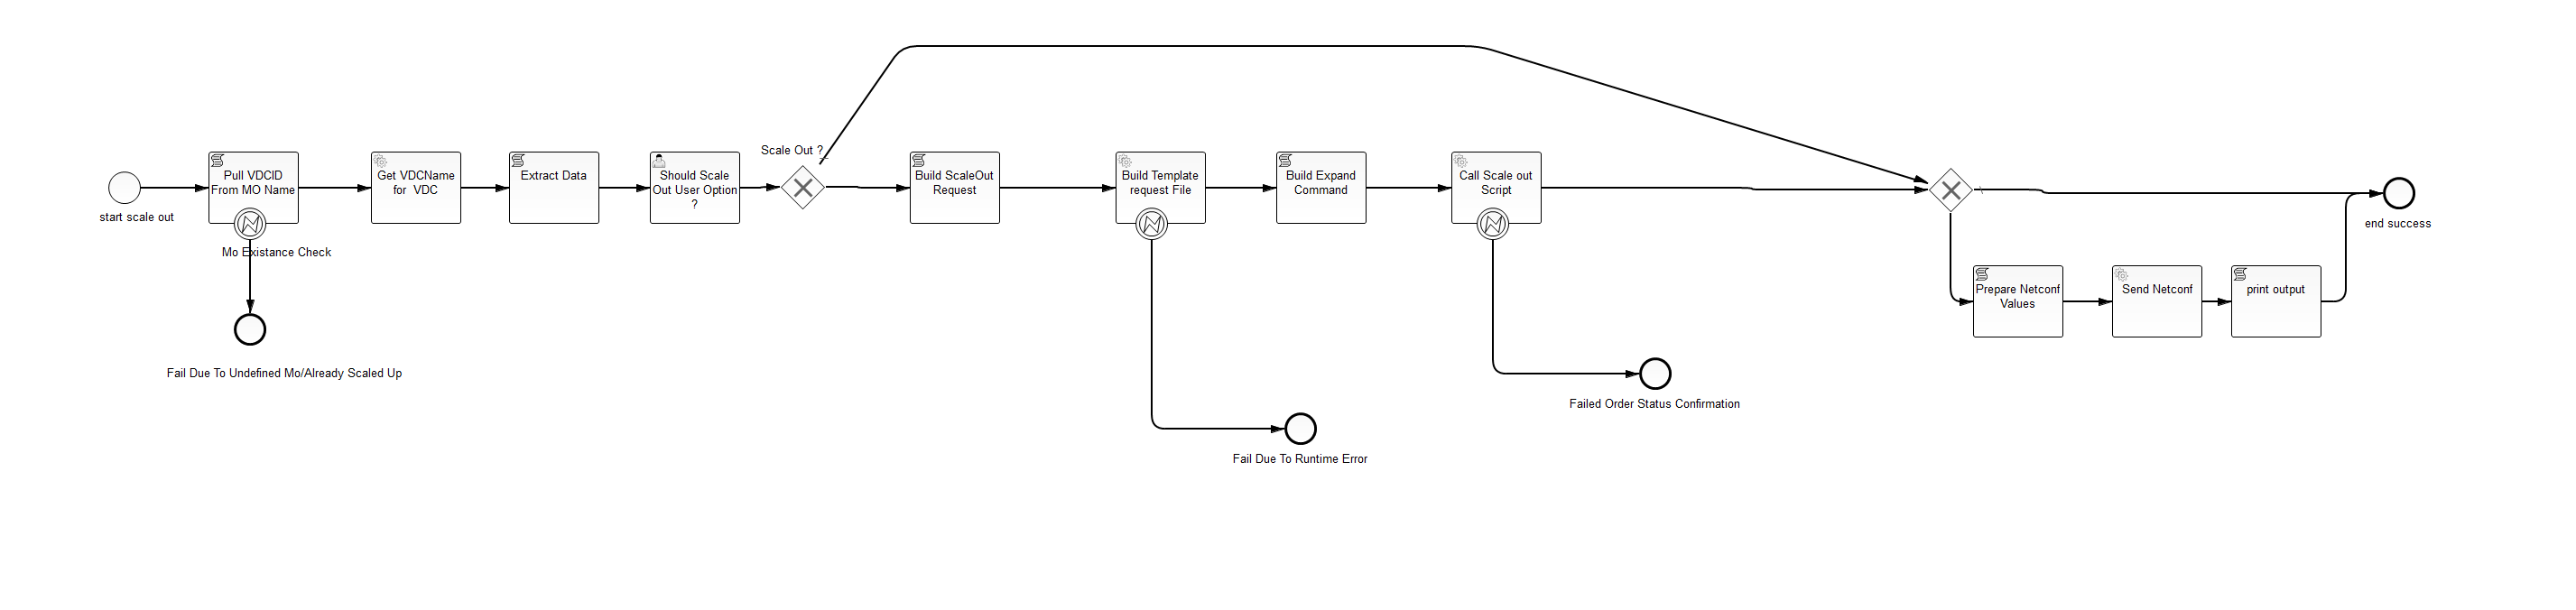 Scale Out ?
start scale out
Pull VDCID
From MO Name
Mo Existance Check
Fail Due To Undefined Mo/Already Scaled Up
Get VDCName
for VDC
Extract Data
Should Scale
Out User Option
?
Build ScaleOut
Request
Build Template
request File
Fail Due To Runtime Error
Build Expand
Command
Call Scale out
Script
Failed Order Status Confirmation
\
Prepare Netconf
Values
Send Netconf
print output
end success